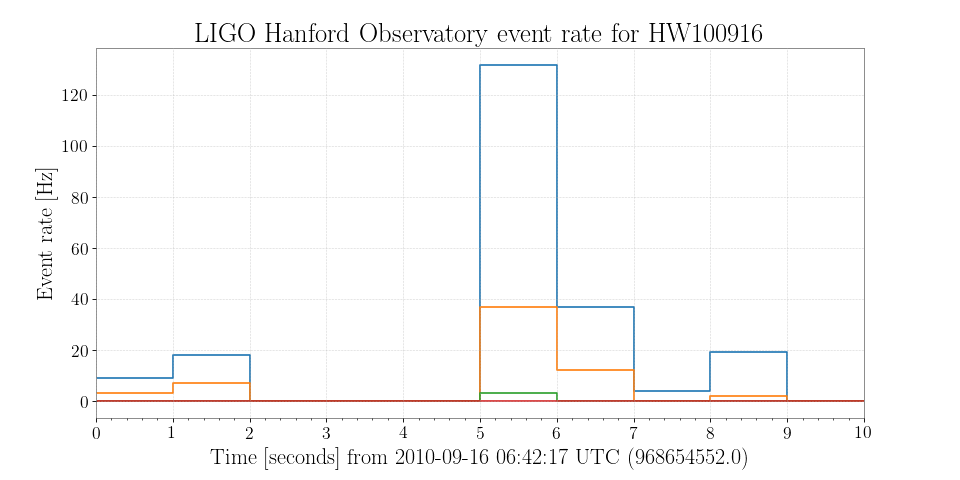 LIGO Hanford Observatory event rate for HW100916
120
100
80
60
40
20
0
Event rate [Hz]
0 1 2 3 4 5 6 7 8 9 10
Time [seconds] from 2010-09-16 06:42:17 UTC (968654552.0)